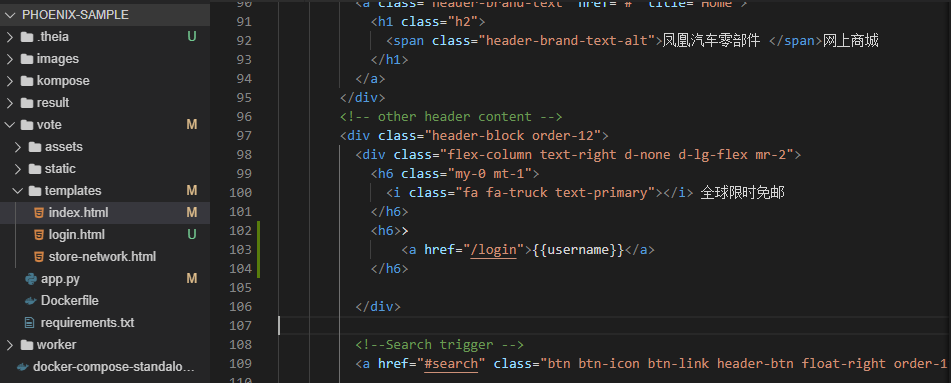 PHOENIX-SAMPLE
.theia U
images
kompose
result
vote M
assets
static
templates M
index.html M
login.html U
store-network.html
app.py M
Dockerfile
requirements.txt
worker
docker-compose-standalo...
90 <a class="header-brand-text" href="#" title="Home">
91 <h1 class="h2">
92 <span class="header-brand-text-alt">凤凰汽车零部件 </span>网上商城
93 </h1>
94 </a>
95 </div>
96 <!-- other header content -->
97 <div class="header-block order-12">
98 <div class="flex-column text-right d-none d-lg-flex mr-2">
99 <h6 class="my-0 mt-1">
100 <i class="fa fa-truck text-primary"></i> 全球限时免邮
101 </h6>
102 <h6>>
103 <a href="/login">{{username}}</a>
104 </h6>
105
106 </div>
107
108 <!--Search trigger -->
109 <a href="#search" class="btn btn-icon btn-link header-btn float-right order-1
110